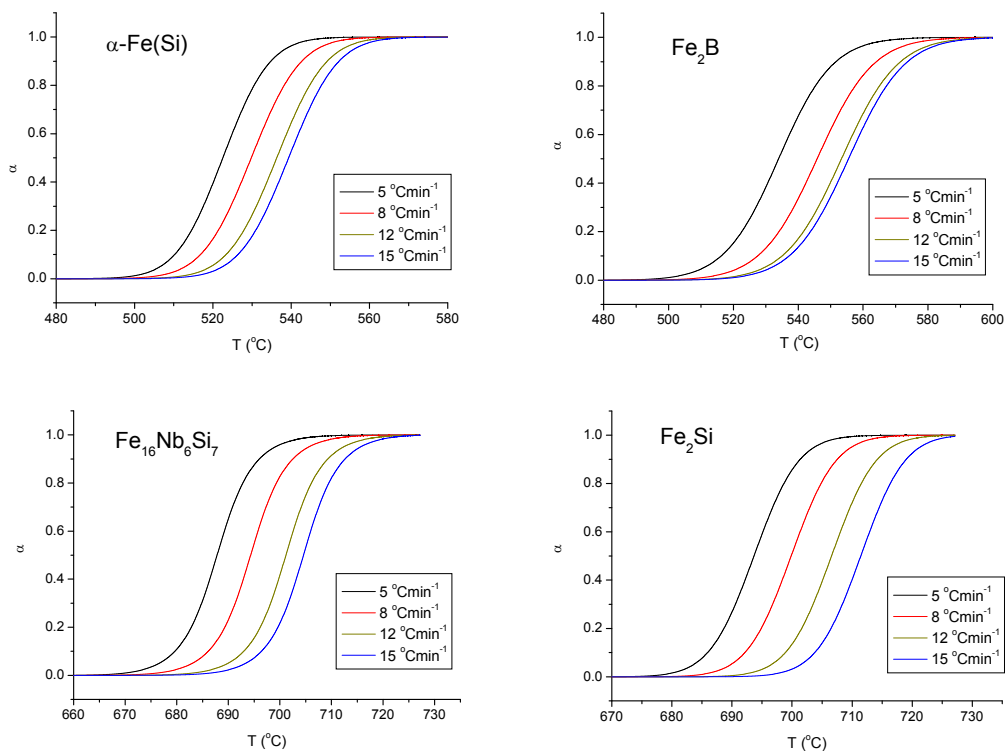 α-Fe(Si)
1.0
0.8
0.6
0.4
0.2
0.0
α
5 °Cmin⁻¹
8 °Cmin⁻¹
12 °Cmin⁻¹
15 °Cmin⁻¹
480 500 520 540 560 580
T (°C)
Fe₂B
1.0
0.8
0.6
0.4
0.2
0.0
α
5 °Cmin⁻¹
8 °Cmin⁻¹
12 °Cmin⁻¹
15 °Cmin⁻¹
480 500 520 540 560 580 600
T (°C)
Fe₁₆Nb₆Si₇
1.0
0.8
0.6
0.4
0.2
0.0
α
5 °Cmin⁻¹
8 °Cmin⁻¹
12 °Cmin⁻¹
15 °Cmin⁻¹
660 670 680 690 700 710 720 730
T (°C)
Fe₂Si
1.0
0.8
0.6
0.4
0.2
0.0
α
5 °Cmin⁻¹
8 °Cmin⁻¹
12 °Cmin⁻¹
15 °Cmin⁻¹
670 680 690 700 710 720 730
T (°C)